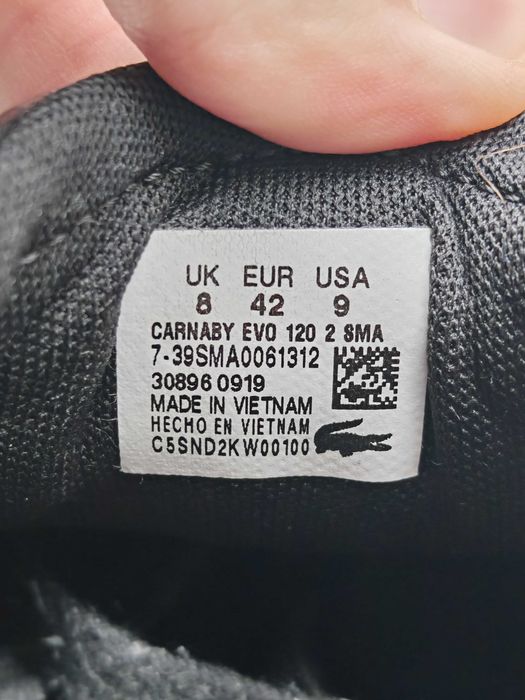 UK EUR USA
8 42 9
CARNABY EVO 120 2 SMA
7-39SMA0061312
30896 0919
MADE IN VIETNAM
HECHO EN VIETNAM
C5SND2KW00100